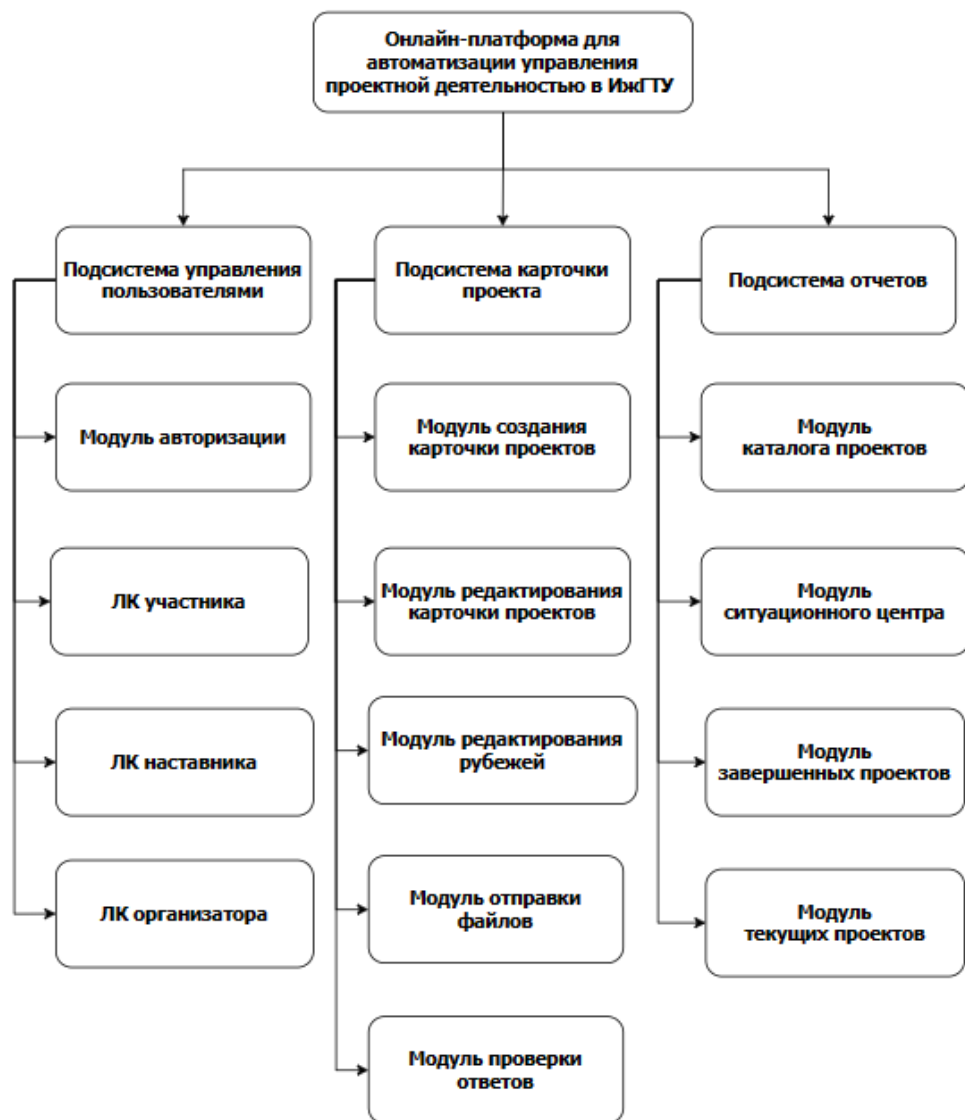 Онлайн-платформа для
автоматизации управления
проектной деятельностью в ИжГТУ
Подсистема управления
пользователями
Подсистема карточки
проекта
Подсистема отчетов
Модуль авторизации
Модуль создания
карточки проектов
Модуль
каталога проектов
ЛК участника
Модуль редактирования
карточки проектов
Модуль
ситуационного центра
ЛК наставника
Модуль редактирования
рубежей
Модуль
завершенных проектов
ЛК организатора
Модуль отправки
файлов
Модуль
текущих проектов
Модуль проверки
ответов